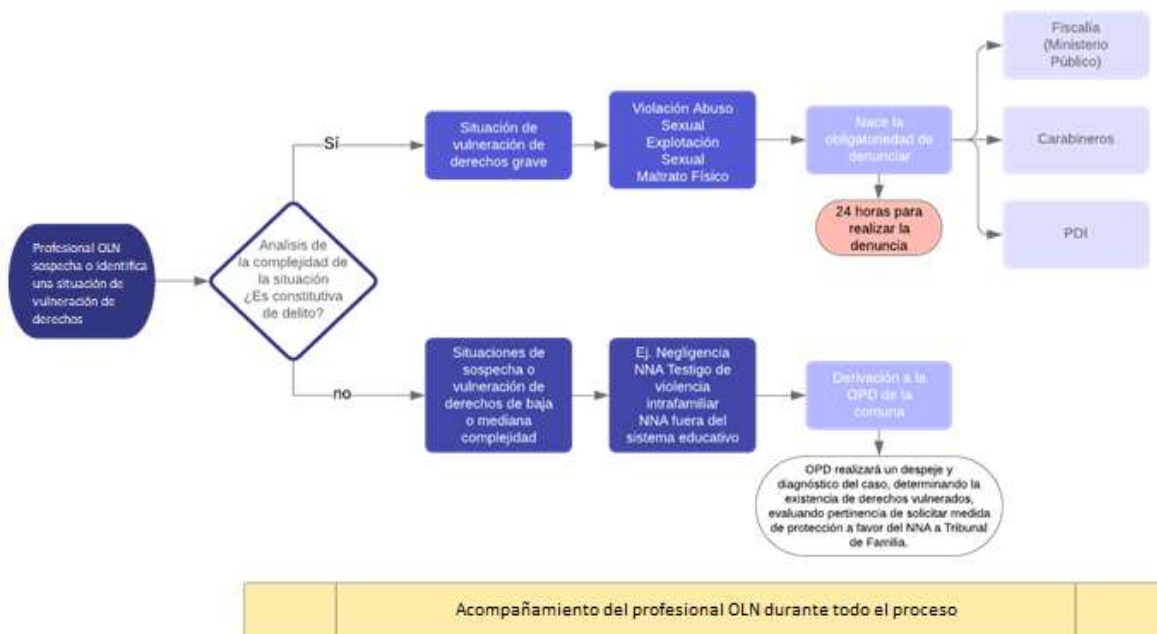 Profesional OLN
sospecha o identifica
una situación de
vulneración de
derechos
Analisis de
la complejidad de
la situación
¿Es constitutiva
de delito?
Sí
Situación de
vulneración de
derechos grave
Violación Abuso
Sexual
Explotación
Sexual
Maltrato Físico
Nace la
obligatoriedad de
denunciar
24 horas para
realizar la
denuncia
Fiscalía
(Ministerio
Público)
Carabineros
PDI
no
Situaciones de
sospecha o
vulneración de
derechos de baja
o mediana
complejidad
Ej. Negligencia
NNA Testigo de
violencia
intrafamiliar
NNA fuera del
sistema educativo
Derivación a la
OPD de la
comuna
OPD realizará un despeje y
diagnóstico del caso, determinando la
existencia de derechos vulnerados,
evaluando pertinencia de solicitar medida
de protección a favor del NNA a Tribunal
de Familia.
Acompañamiento del profesional OLN durante todo el proceso